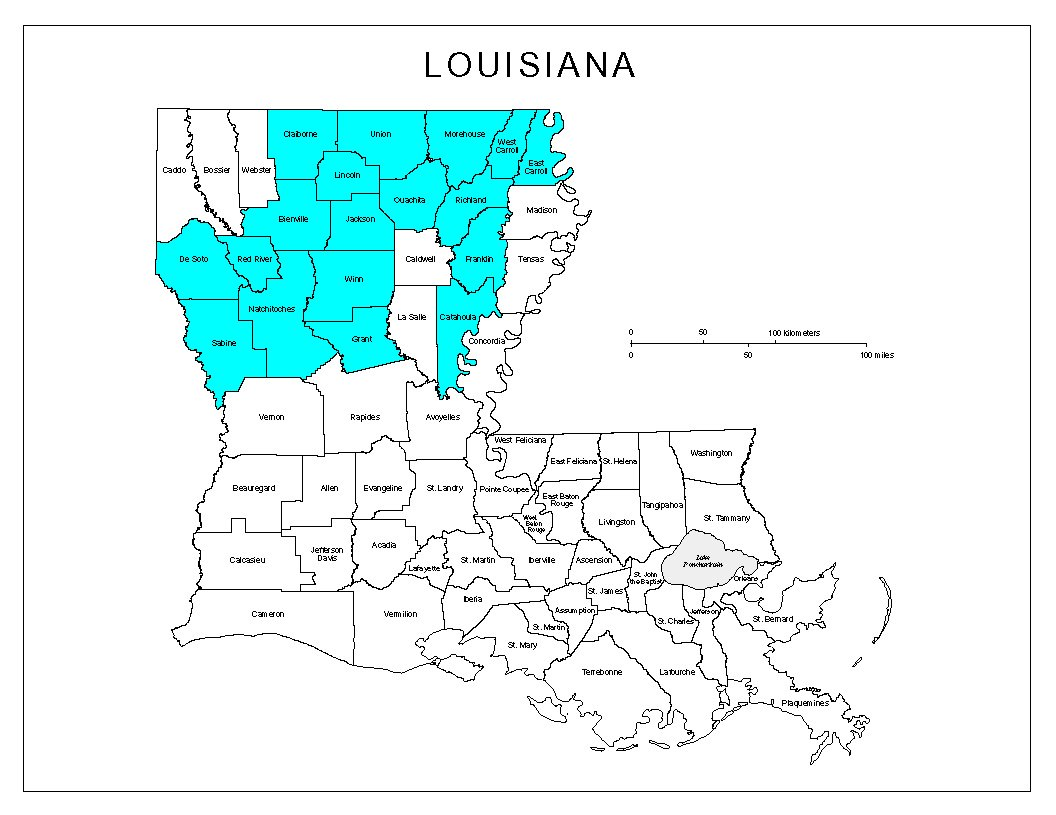 LOUISIANA
Claiborne
Union
Morehouse
West
Carroll
East
Carroll
Caddo
Bossier
Webster
Lincoln
Ouachita
Richland
Madison
Bienville
Jackson
De Soto
Red River
Caldwell
Franklin
Tensas
Winn
Natchitoches
La Salle
Catahoula
Concordia
Sabine
Grant
0 50 100 kilometers
0 50 100 miles
Vernon
Rapides
Avoyelles
West Feliciana
East Feliciana
St. Helena
Washington
Beauregard
Allen
Evangeline
St. Landry
Pointe Coupee
East Baton
Rouge
Tangipahoa
St. Tammany
West
Baton
Rouge
Livingston
Calcasieu
Jefferson
Davis
Acadia
Lafayette
St. Martin
Iberville
Ascension
Lake
Ponchartrain
St. John
the Baptist
Orleans
Cameron
Vermilion
Iberia
St. James
Assumption
Jefferson
St. Charles
St. Bernard
St. Martin
St. Mary
Terrebonne
Lafourche
Plaquemines